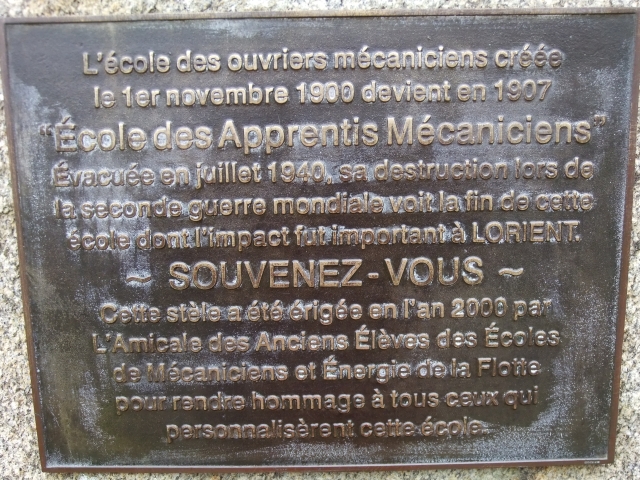 L'école des ouvriers mécaniciens créée
le 1er novembre 1900 devient en 1907
"École des Apprentis Mécaniciens"
Évacuée en juillet 1940, sa destruction lors de
la seconde guerre mondiale voit la fin de cette
école dont l'impact fut important à LORIENT.
~ SOUVENEZ-VOUS ~
Cette stèle a été érigée en l'an 2000 par
L'Amicale des Anciens Élèves des Écoles
de Mécaniciens et Énergie de la Flotte
pour rendre hommage à tous ceux qui
personnalisèrent cette école.